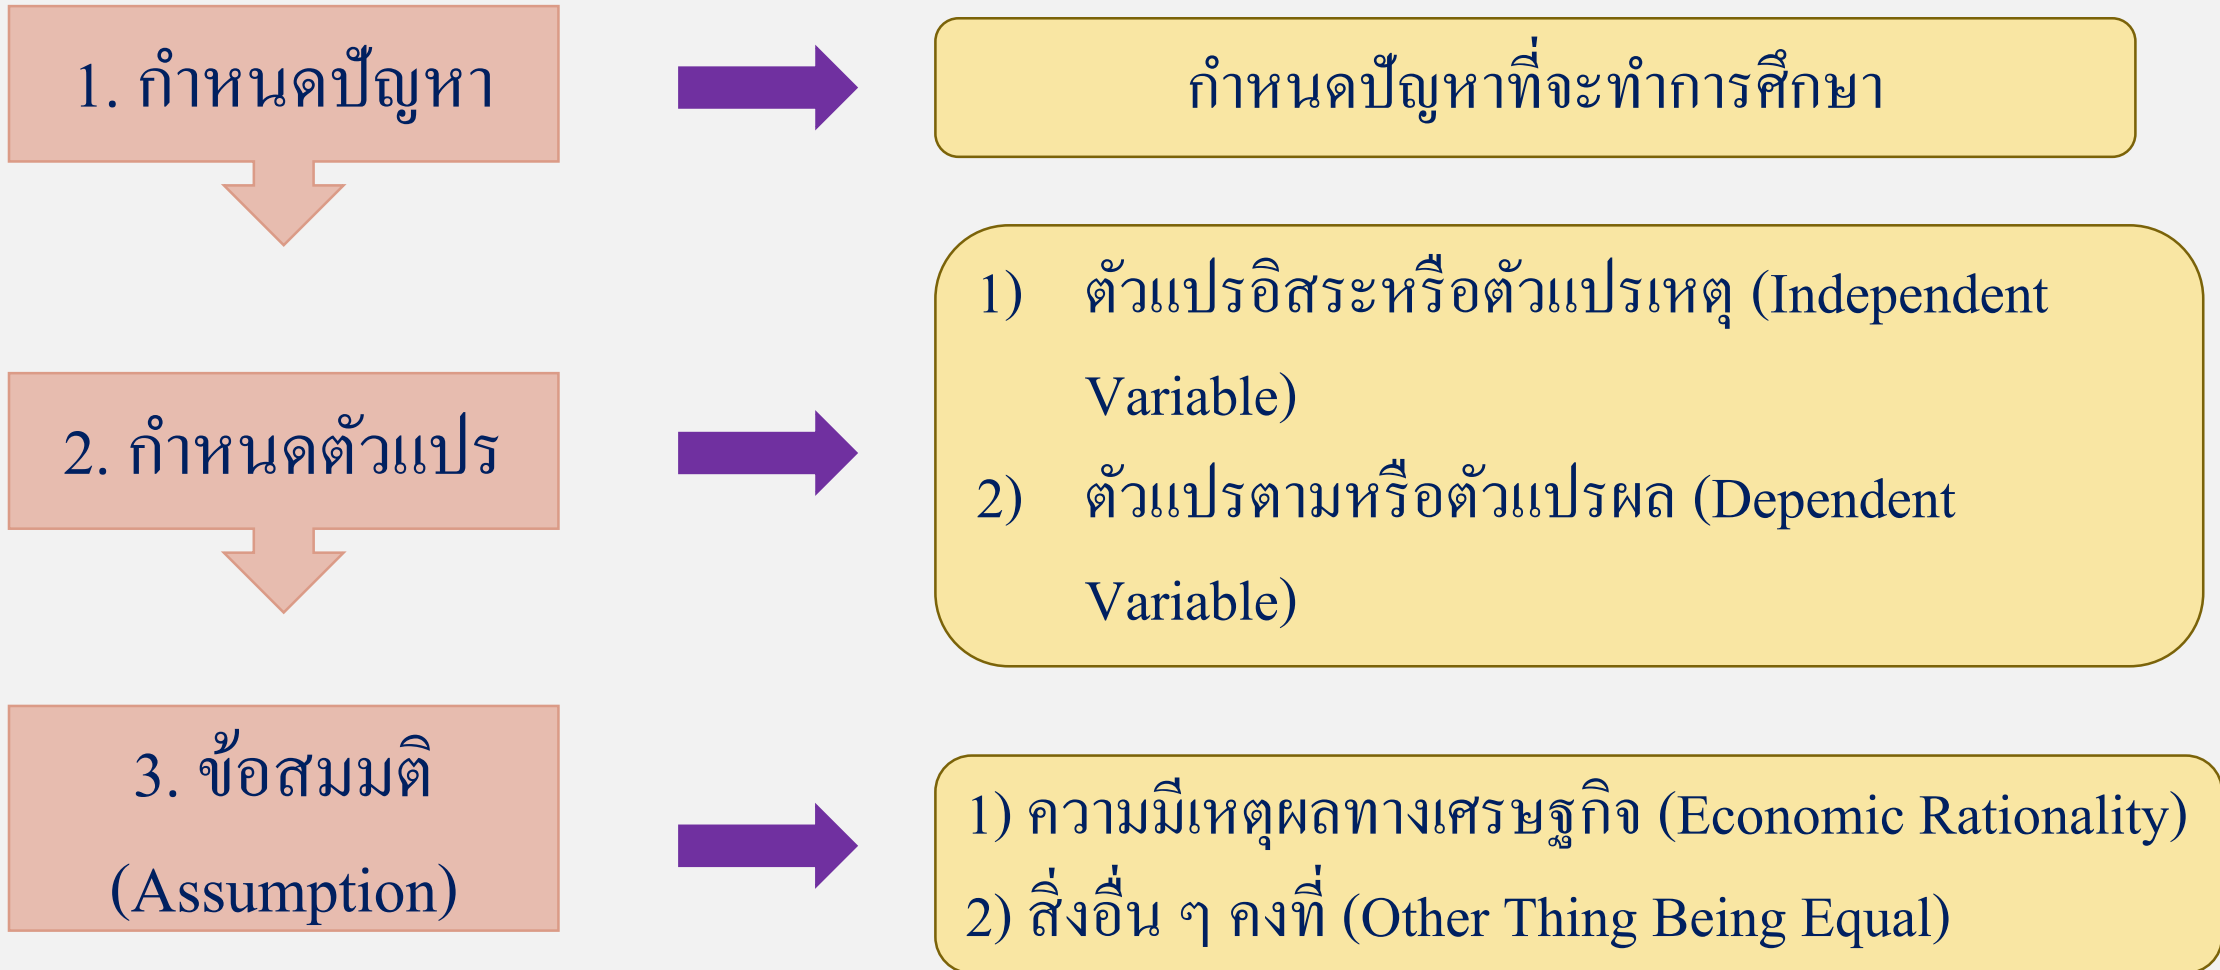 1. กำหนดปัญหา
กำหนดปัญหาที่จะทำการศึกษา
2. กำหนดตัวแปร
1) ตัวแปรอิสระหรือตัวแปรเหตุ (Independent
Variable)
2) ตัวแปรตามหรือตัวแปรผล (Dependent
Variable)
3. ข้อสมมติ
(Assumption)
1) ความมีเหตุผลทางเศรษฐกิจ (Economic Rationality)
2) สิ่งอื่น ๆ คงที่ (Other Thing Being Equal)